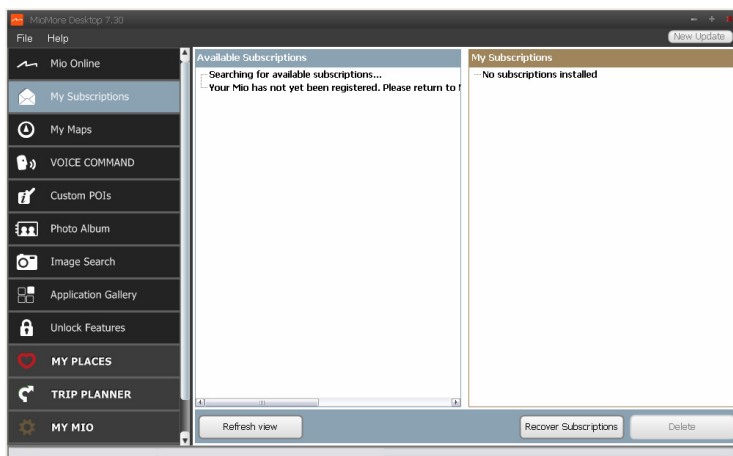 MioMore Desktop 7.30
File Help
New Update
Mio Online
My Subscriptions
My Maps
VOICE COMMAND
Custom POIs
Photo Album
Image Search
Application Gallery
Unlock Features
MY PLACES
TRIP PLANNER
MY MIO
Available Subscriptions
Searching for available subscriptions...
Your Mio has not yet been registered. Please return to
My Subscriptions
No subscriptions installed
Refresh view
Recover Subscriptions
Delete